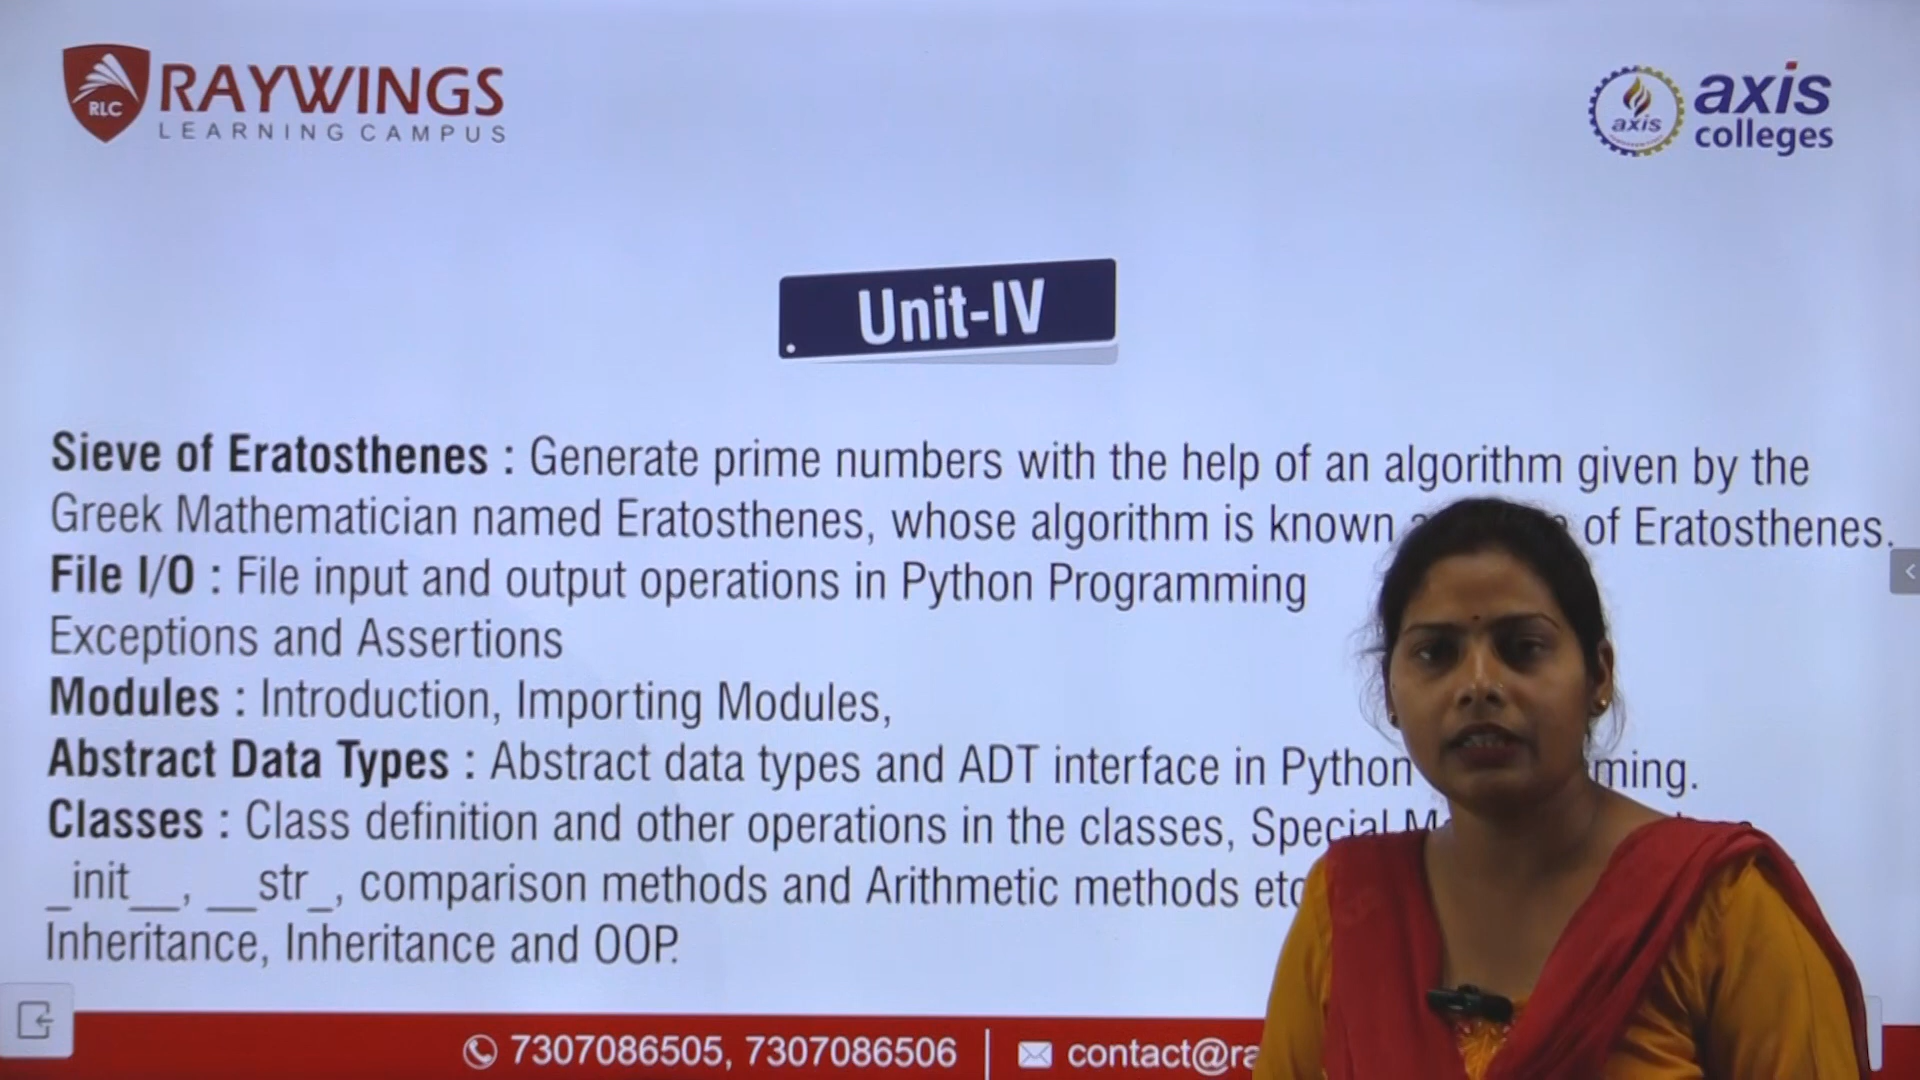 RLC
RAYWINGS
LEARNING CAMPUS
axis
axis
colleges
Unit-IV
Sieve of Eratosthenes : Generate prime numbers with the help of an algorithm given by the
Greek Mathematician named Eratosthenes, whose algorithm is known of Eratosthenes.
File I/O : File input and output operations in Python Programming
Exceptions and Assertions
Modules : Introduction, Importing Modules,
Abstract Data Types : Abstract data types and ADT interface in Python ming.
Classes : Class definition and other operations in the classes, Special
_init__, __str_, comparison methods and Arithmetic methods etc
Inheritance, Inheritance and OOP.
7307086505, 7307086506 | contact@ra